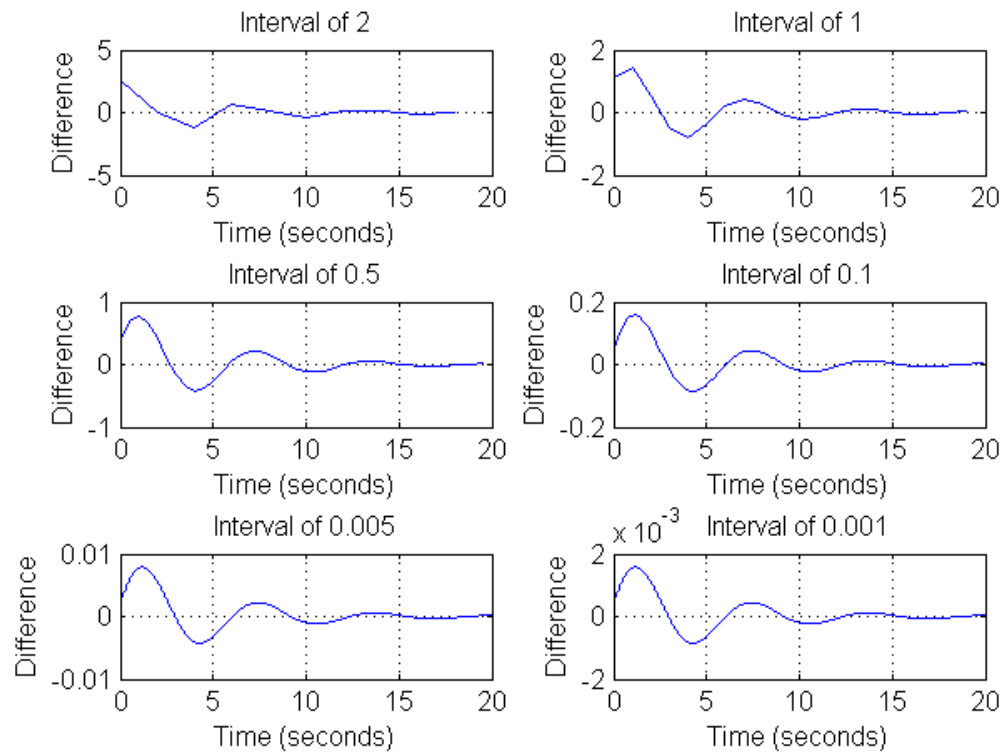 Interval of 2
5
0
-5
Difference
0 5 10 15 20
Time (seconds)
Interval of 1
2
0
-2
Difference
0 5 10 15 20
Time (seconds)
Interval of 0.5
1
0
-1
Difference
0 5 10 15 20
Time (seconds)
Interval of 0.1
0.2
0
-0.2
Difference
0 5 10 15 20
Time (seconds)
Interval of 0.005
0.01
0
-0.01
Difference
0 5 10 15 20
Time (seconds)
x 10^-3 Interval of 0.001
2
0
-2
Difference
0 5 10 15 20
Time (seconds)